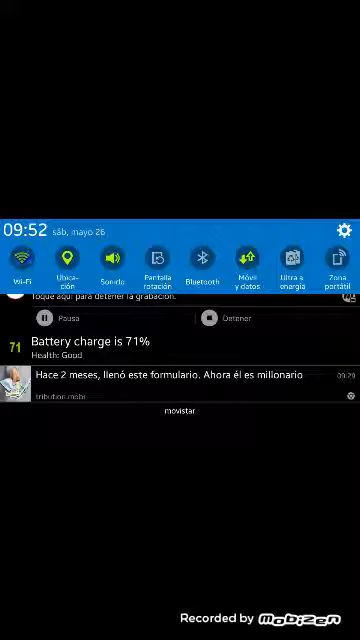 09:52 sáb, mayo 26
Wi-Fi
Ubica-
ción
Sonido
Pantalla
rotación
Bluetooth
Móvil
y datos
Ultra a
energía
Zona
portátil
Toque aquí para detener la grabación.
Pausa
Detener
71
Battery charge is 71%
Health: Good
Hace 2 meses, llenó este formulario. Ahora él es millonario
09:29
tribution.mobi
movistar
Recorded by mobizen